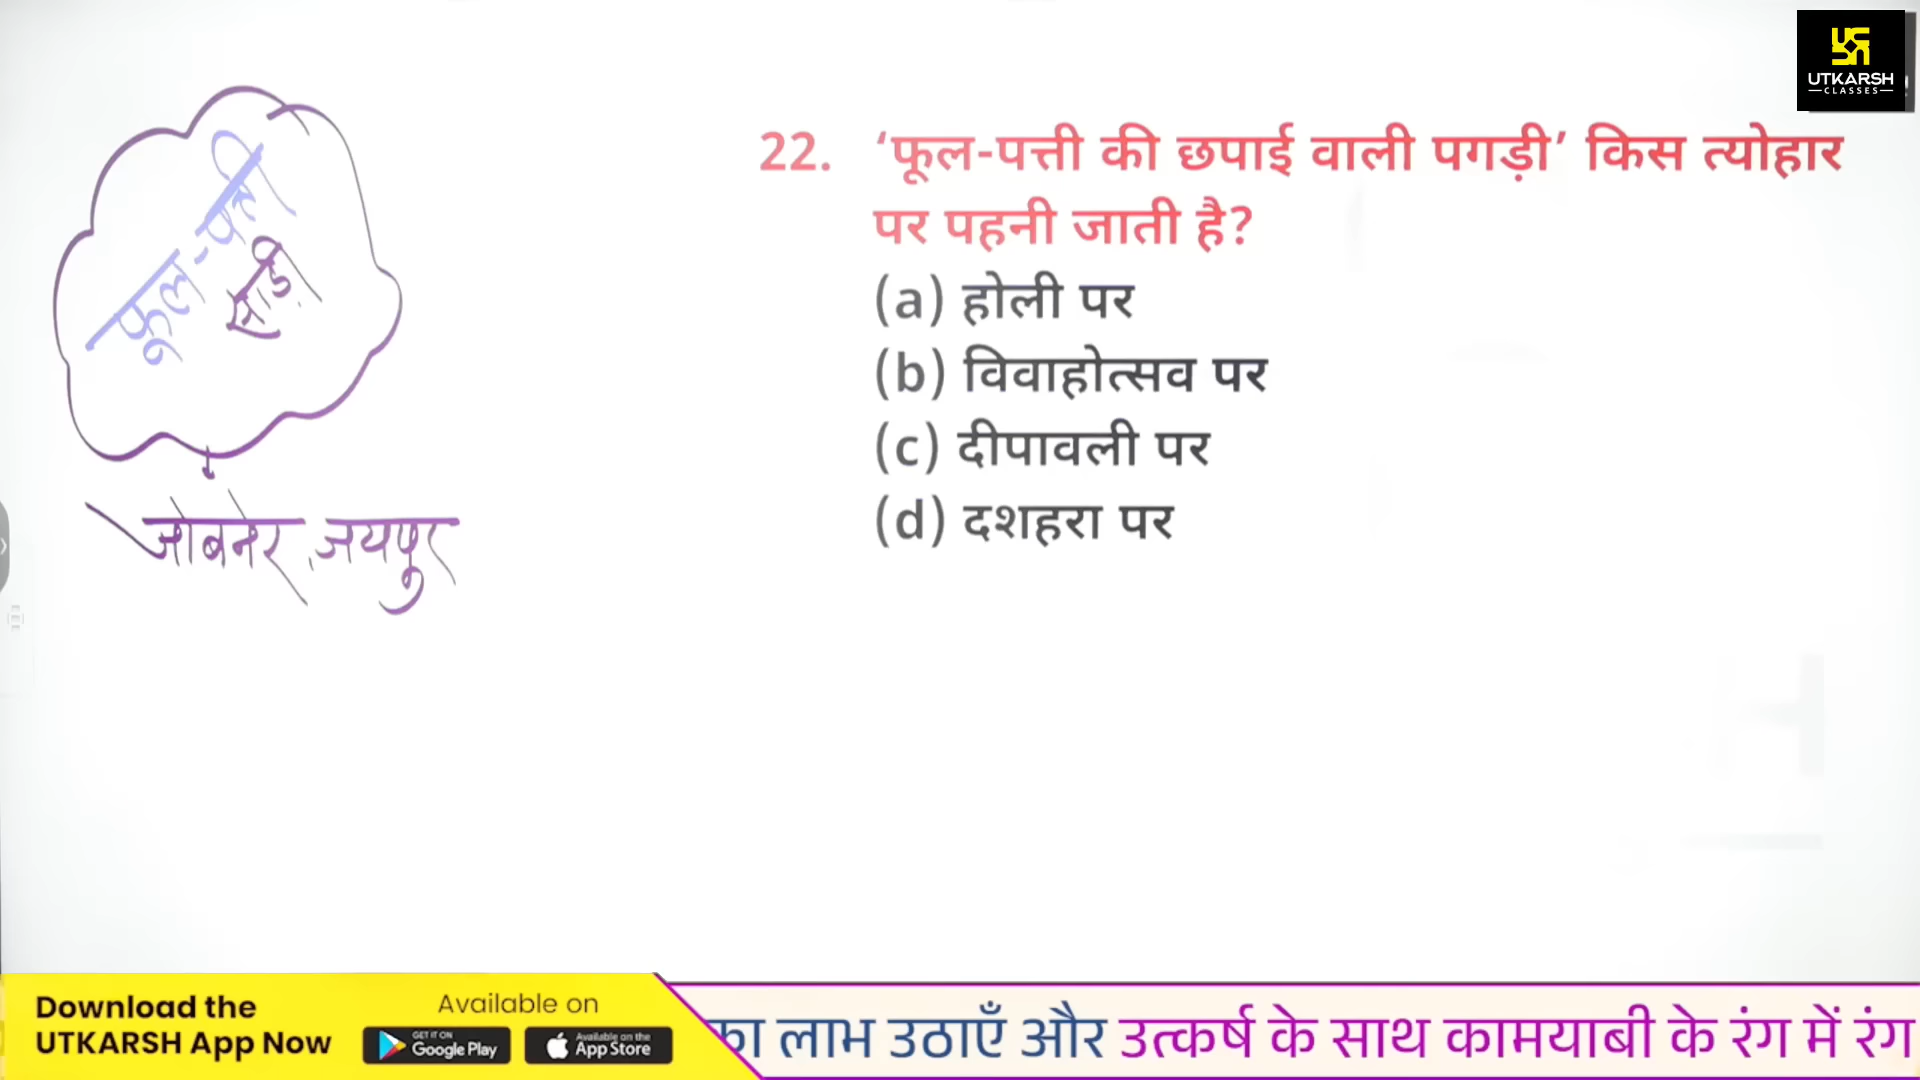 UTKARSH
CLASSES
फूल-पत्ती
साड़ी
जोबनेर, जयपुर
22. ‘फूल-पत्ती की छपाई वाली पगड़ी’ किस त्योहार
पर पहनी जाती है?
(a) होली पर
(b) विवाहोत्सव पर
(c) दीपावली पर
(d) दशहरा पर
Download the
UTKARSH App Now
Available on
GET IT ON
Google Play
Available on the
App Store
का लाभ उठाएँ और उत्कर्ष के साथ कामयाबी के रंग में रंग